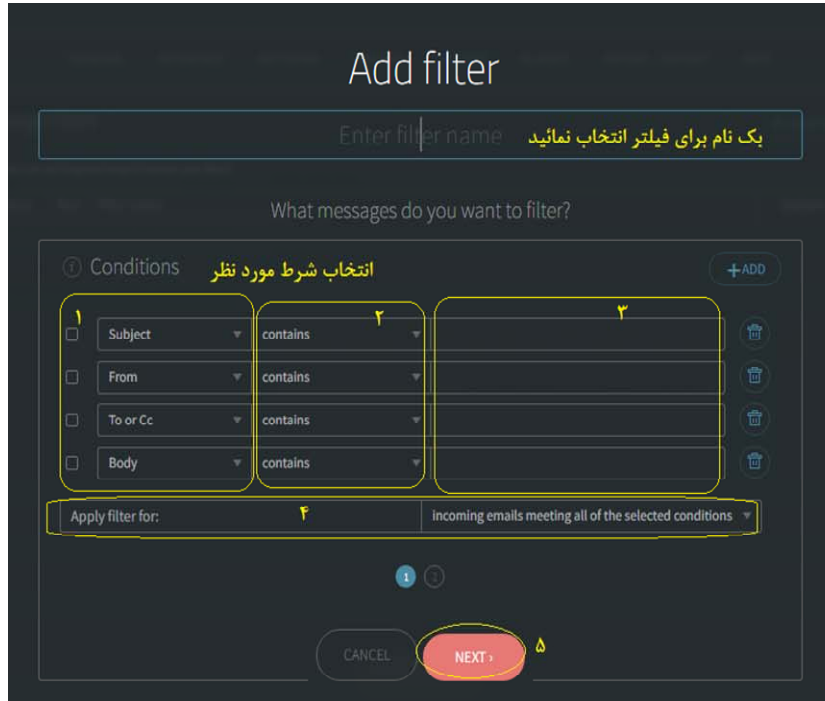 Add filter
Enter filter name بک نام برای فیلتر انتخاب نمائید
What messages do you want to filter?
Conditions انتخاب شرط مورد نظر +ADD
۱ ۲ ۳
Subject contains
From contains
To or Cc contains
Body contains
Apply filter for: ۴ incoming emails meeting all of the selected conditions
1 2
CANCEL NEXT › ۵